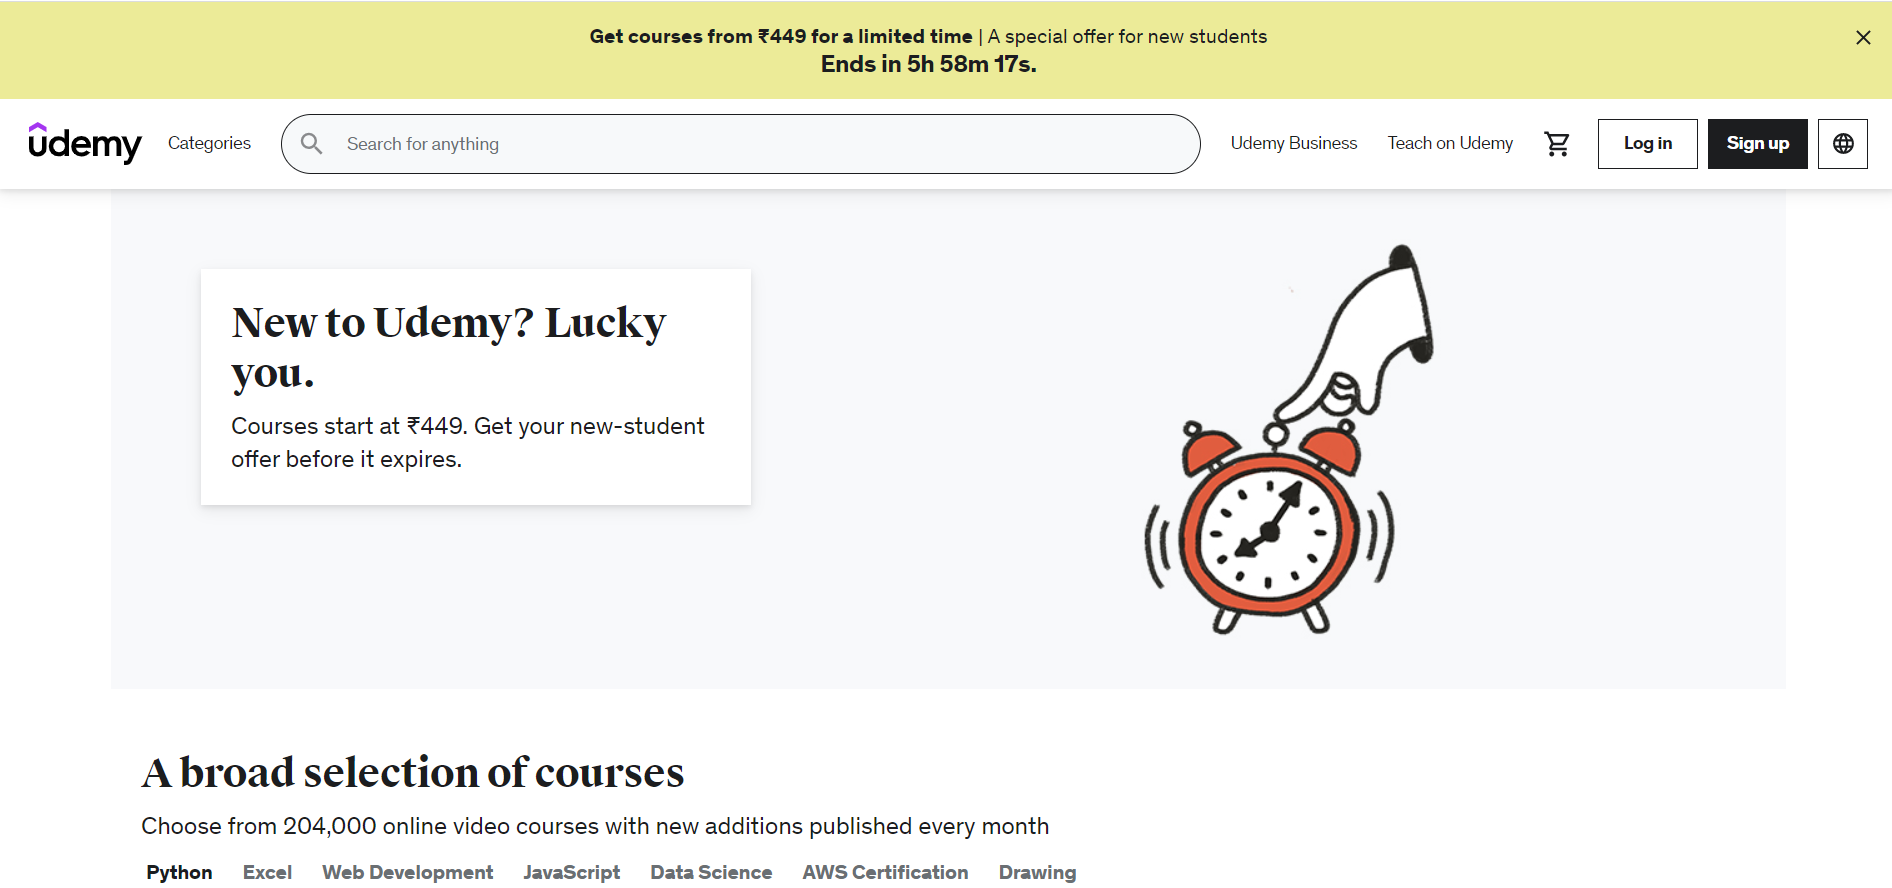 Get courses from ₹449 for a limited time | A special offer for new students
Ends in 5h 58m 17s.
udemy
Categories
Search for anything
Udemy Business
Teach on Udemy
Log in
Sign up
New to Udemy? Lucky
you.
Courses start at ₹449. Get your new-student
offer before it expires.
A broad selection of courses
Choose from 204,000 online video courses with new additions published every month
Python
Excel
Web Development
JavaScript
Data Science
AWS Certification
Drawing